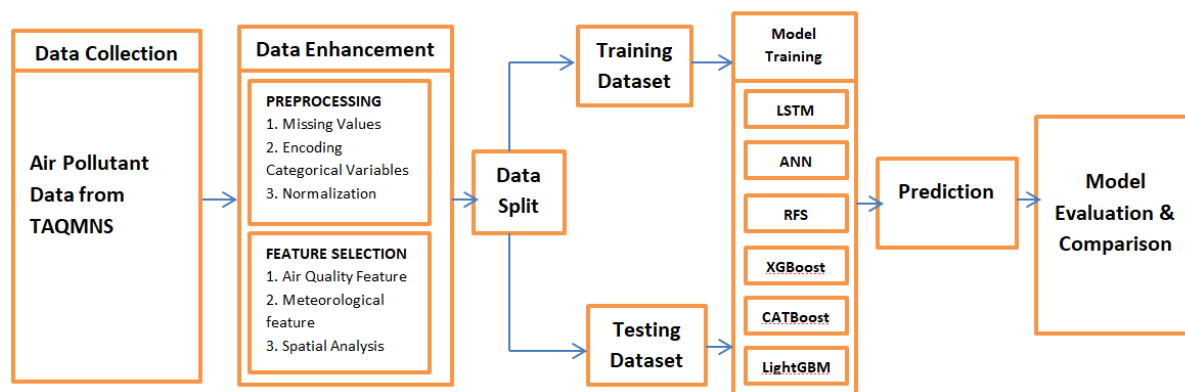 Data Collection
Air Pollutant
Data from
TAQMNS
Data Enhancement
PREPROCESSING
1. Missing Values
2. Encoding
Categorical Variables
3. Normalization
FEATURE SELECTION
1. Air Quality Feature
2. Meteorological
feature
3. Spatial Analysis
Data
Split
Training
Dataset
Testing
Dataset
Model
Training
LSTM
ANN
RFS
XGBoost
CATBoost
LightGBM
Prediction
Model
Evaluation &
Comparison